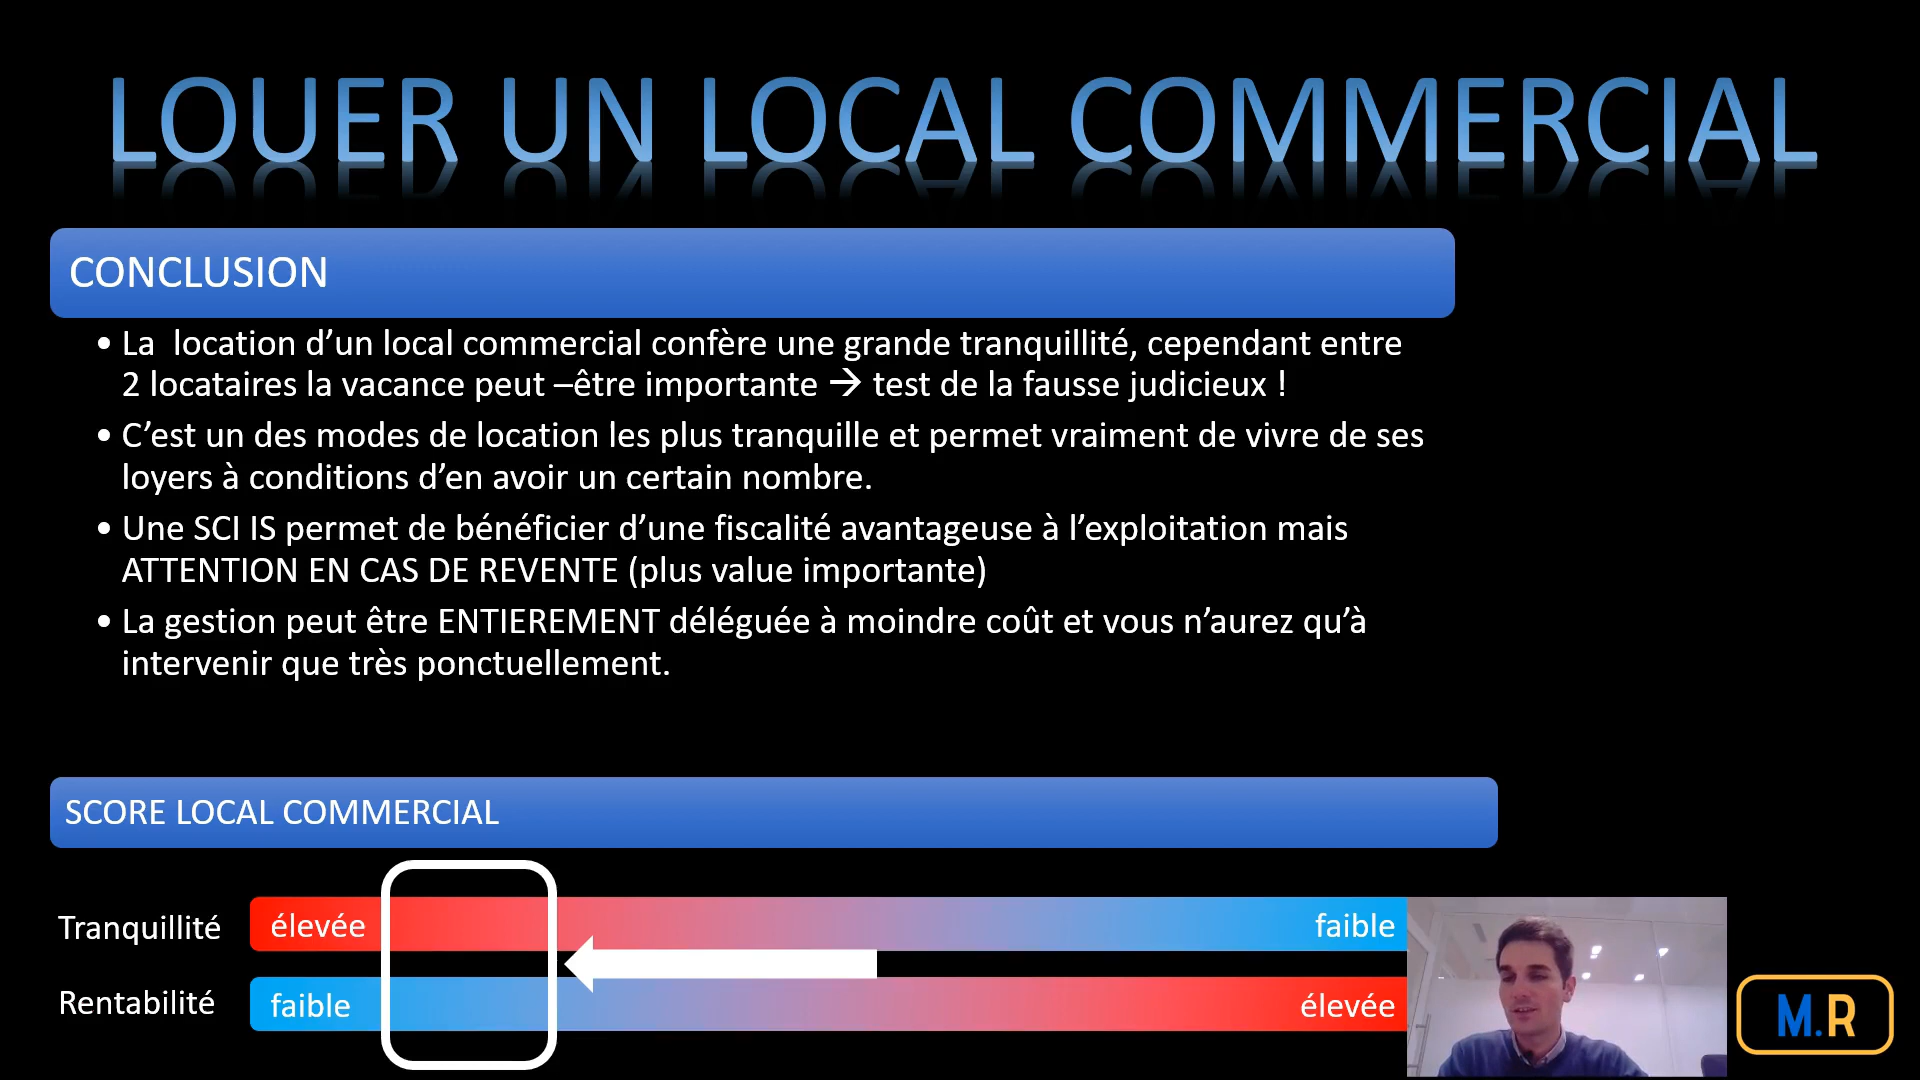 LOUER UN LOCAL COMMERCIAL
CONCLUSION
• La  location d’un local commercial confère une grande tranquillité, cependant entre
2 locataires la vacance peut –être importante → test de la fausse judicieux !
• C’est un des modes de location les plus tranquille et permet vraiment de vivre de ses
loyers à conditions d’en avoir un certain nombre.
• Une SCI IS permet de bénéficier d’une fiscalité avantageuse à l’exploitation mais
ATTENTION EN CAS DE REVENTE (plus value importante)
• La gestion peut être ENTIEREMENT déléguée à moindre coût et vous n’aurez qu’à
intervenir que très ponctuellement.
SCORE LOCAL COMMERCIAL
Tranquillité élevée faible
Rentabilité faible élevée
M.R